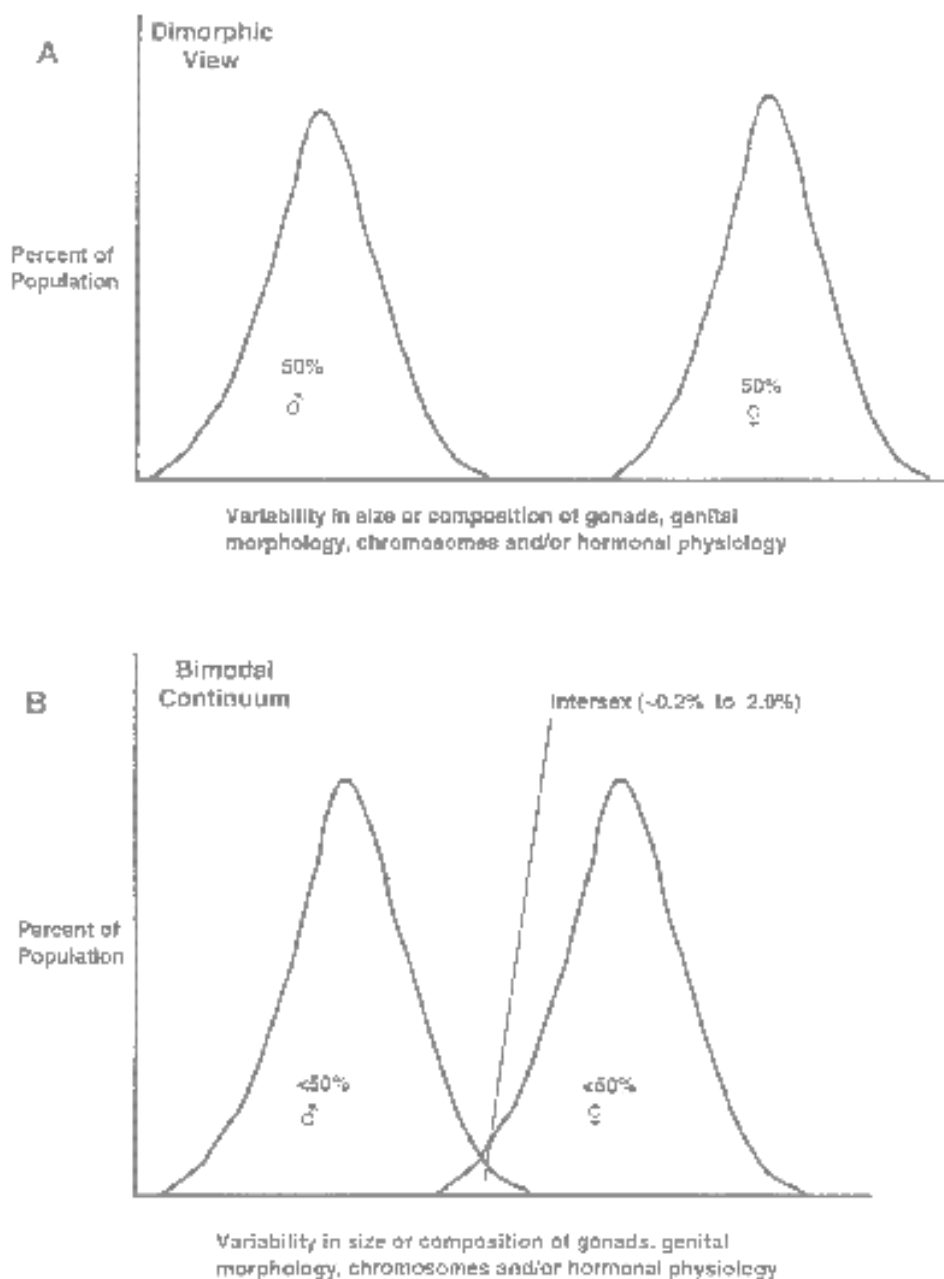 A
Dimorphic
View
Percent of
Population
50%
♂
50%
♀
Variability in size or composition of gonads, genital
morphology, chromosomes and/or hormonal physiology
B
Bimodal
Continuum
Intersex (~0.2% to 2.0%)
Percent of
Population
<50%
♂
<50%
♀
Variability in size or composition of gonads, genital
morphology, chromosomes and/or hormonal physiology